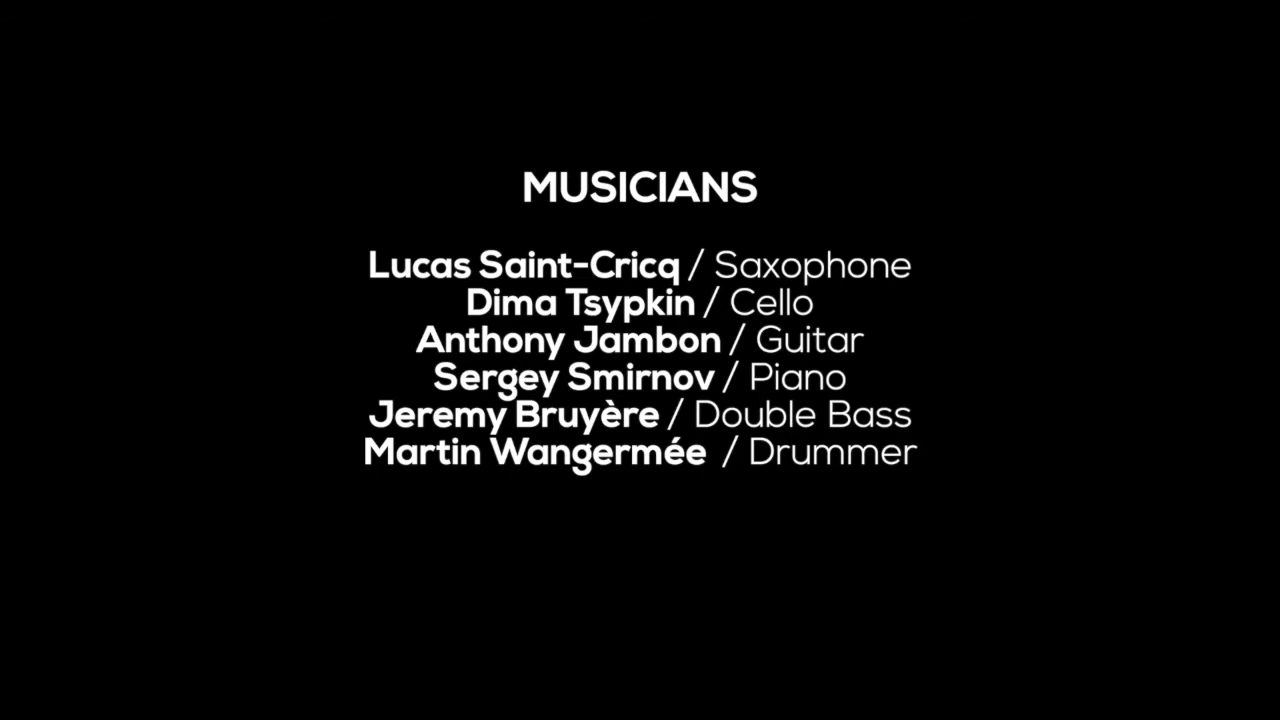 MUSICIANS
Lucas Saint-Cricq / Saxophone
Dima Tsypkin / Cello
Anthony Jambon / Guitar
Sergey Smirnov / Piano
Jeremy Bruyère / Double Bass
Martin Wangermée / Drummer